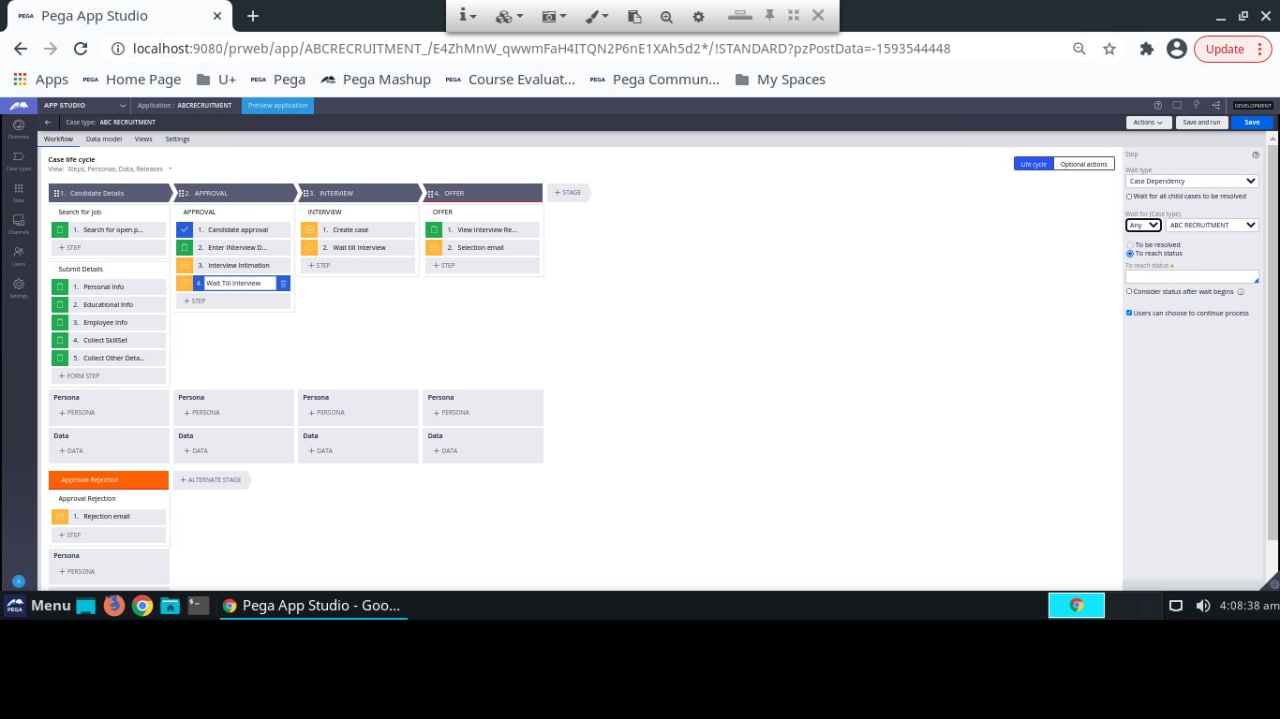 Pega App Studio
localhost:9080/prweb/app/ABCRECRUITMENT_/E4ZhMnW_qwwmFaH4ITQN2P6nE1XAh5d2*/!STANDARD?pzPostData=-1593544448
Update
Apps
PEGA Home Page
U+
PEGA Pega
Pega Mashup
PEGA Course Evaluat...
PEGA Pega Commun...
My Spaces
APP STUDIO
Application : ABCRECRUITMENT
Preview application
DEVELOPMENT
Case type: ABC RECRUITMENT
Actions
Save and run
Save
Workflow
Data model
Views
Settings
Overview
Case types
Data
Channels
Users
Settings
Case life cycle
View: Steps, Personas, Data, Releases
Life cycle
Optional actions
1. Candidate Details
2. APPROVAL
3. INTERVIEW
4. OFFER
+ STAGE
Search for job
1. Search for open p...
+ STEP
Submit Details
1. Personal Info
2. Educational Info
3. Employee Info
4. Collect SkillSet
5. Collect Other Deta...
+ FORM STEP
APPROVAL
1. Candidate approval
2. Enter INterview D...
3. Interview Intimation
4. Wait Till Interview
+ STEP
INTERVIEW
1. Create case
2. Wait till Interview
+ STEP
OFFER
1. View Interview Re...
2. Selection email
+ STEP
Persona
+ PERSONA
Persona
+ PERSONA
Persona
+ PERSONA
Persona
+ PERSONA
Data
+ DATA
Data
+ DATA
Data
+ DATA
Data
+ DATA
Approval Rejection
+ ALTERNATE STAGE
Approval Rejection
1. Rejection email
+ STEP
Persona
+ PERSONA
Step
Wait type
Case Dependency
Wait for all child cases to be resolved
Wait for (Case type)
Any
ABC RECRUITMENT
To be resolved
To reach status
To reach status
Consider status after wait begins
Users can choose to continue process
A
PEGA
Menu
Pega App Studio - Goo...
4:08:38 am